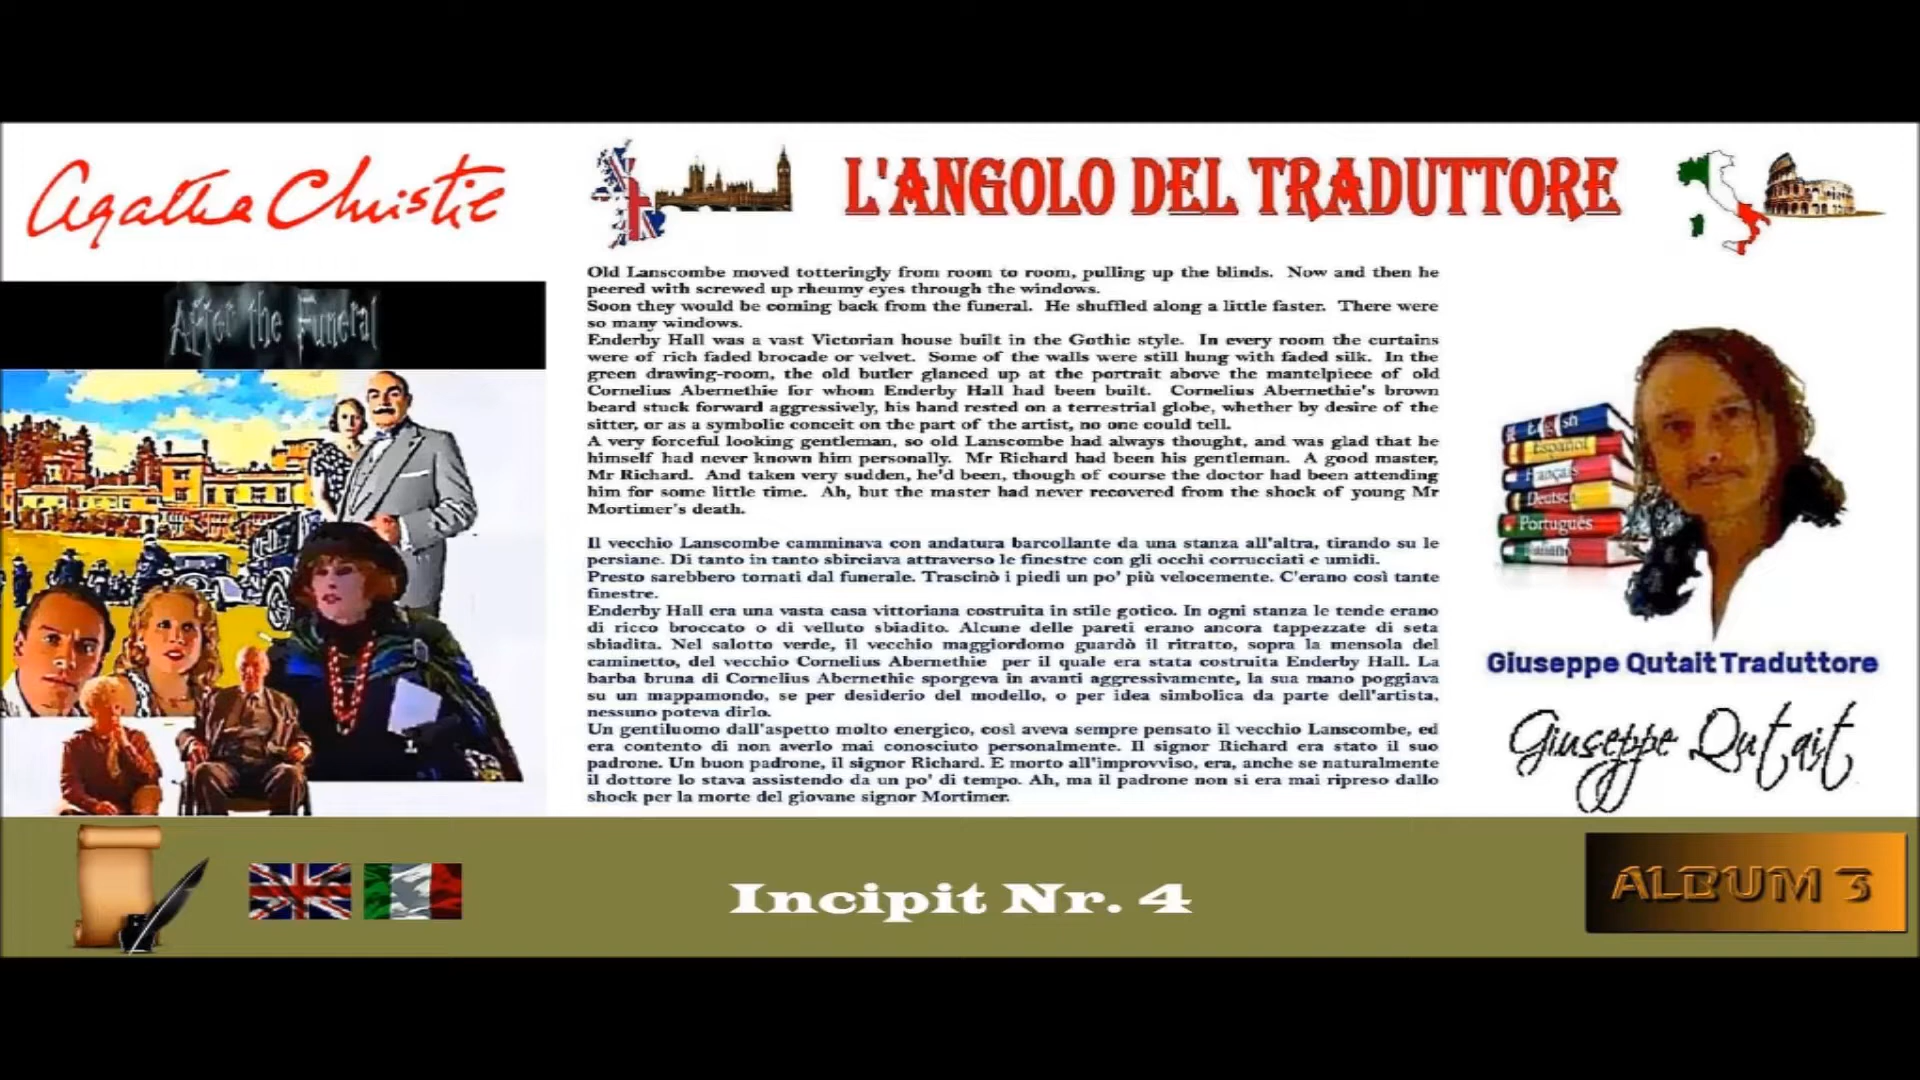 Agatha Christie
L'ANGOLO DEL TRADUTTORE
After the Funeral
Old Lanscombe moved totteringly from room to room, pulling up the blinds. Now and then he
peered with screwed up rheumy eyes through the windows.
Soon they would be coming back from the funeral. He shuffled along a little faster. There were
so many windows.
Enderby Hall was a vast Victorian house built in the Gothic style. In every room the curtains
were of rich faded brocade or velvet. Some of the walls were still hung with faded silk. In the
green drawing-room, the old butler glanced up at the portrait above the mantelpiece of old
Cornelius Abernethie for whom Enderby Hall had been built. Cornelius Abernethie's brown
beard stuck forward aggressively, his hand rested on a terrestrial globe, whether by desire of the
sitter, or as a symbolic conceit on the part of the artist, no one could tell.
A very forceful looking gentleman, so old Lanscombe had always thought, and was glad that he
himself had never known him personally. Mr Richard had been his gentleman. A good master,
Mr Richard. And taken very sudden, he'd been, though of course the doctor had been attending
him for some little time. Ah, but the master had never recovered from the shock of young Mr
Mortimer's death.
Il vecchio Lanscombe camminava con andatura barcollante da una stanza all'altra, tirando su le
persiane. Di tanto in tanto sbirciava attraverso le finestre con gli occhi corrucciati e umidi.
Presto sarebbero tornati dal funerale. Trascinò i piedi un po' più velocemente. C'erano così tante
finestre.
Enderby Hall era una vasta casa vittoriana costruita in stile gotico. In ogni stanza le tende erano
di ricco broccato o di velluto sbiadito. Alcune delle pareti erano ancora tappezzate di seta
sbiadita. Nel salotto verde, il vecchio maggiordomo guardò il ritratto, sopra la mensola del
caminetto, del vecchio Cornelius Abernethie per il quale era stata costruita Enderby Hall. La
barba bruna di Cornelius Abernethie sporgeva in avanti aggressivamente, la sua mano poggiava
su un mappamondo, se per desiderio del modello, o per idea simbolica da parte dell'artista,
nessuno poteva dirlo.
Un gentiluomo dall'aspetto molto energico, così aveva sempre pensato il vecchio Lanscombe, ed
era contento di non averlo mai conosciuto personalmente. Il signor Richard era stato il suo
padrone. Un buon padrone, il signor Richard. E morto all'improvviso, era, anche se naturalmente
il dottore lo stava assistendo da un po' di tempo. Ah, ma il padrone non si era mai ripreso dallo
shock per la morte del giovane signor Mortimer.
English
Español
Français
Deutsch
Português
Giuseppe Qutait Traduttore
Giuseppe Qutait
Incipit Nr. 4
ALBUM 3